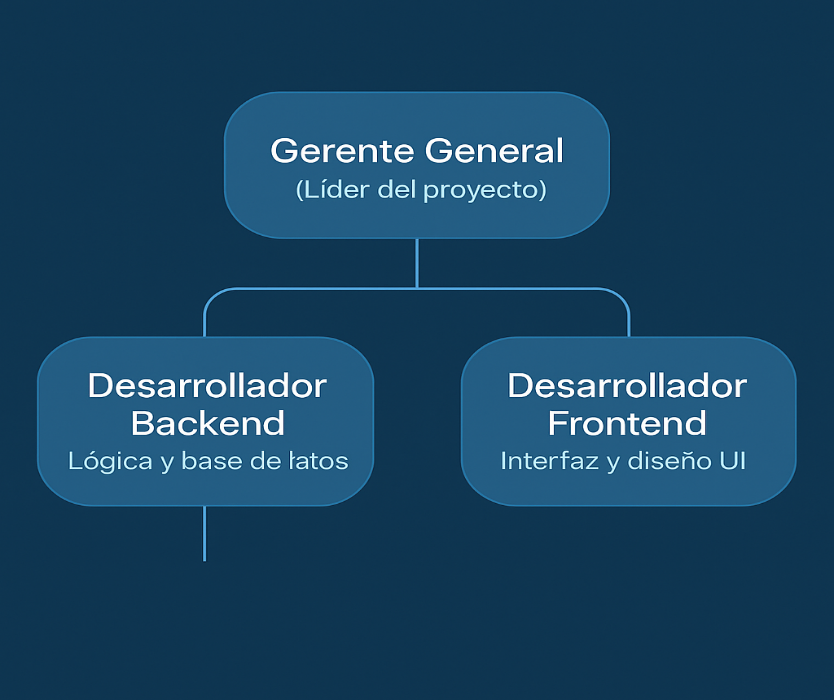 Gerente General
(Líder del proyecto)
Desarrollador
Backend
Lógica y base de latos
Desarrollador
Frontend
Interfaz y diseño UI